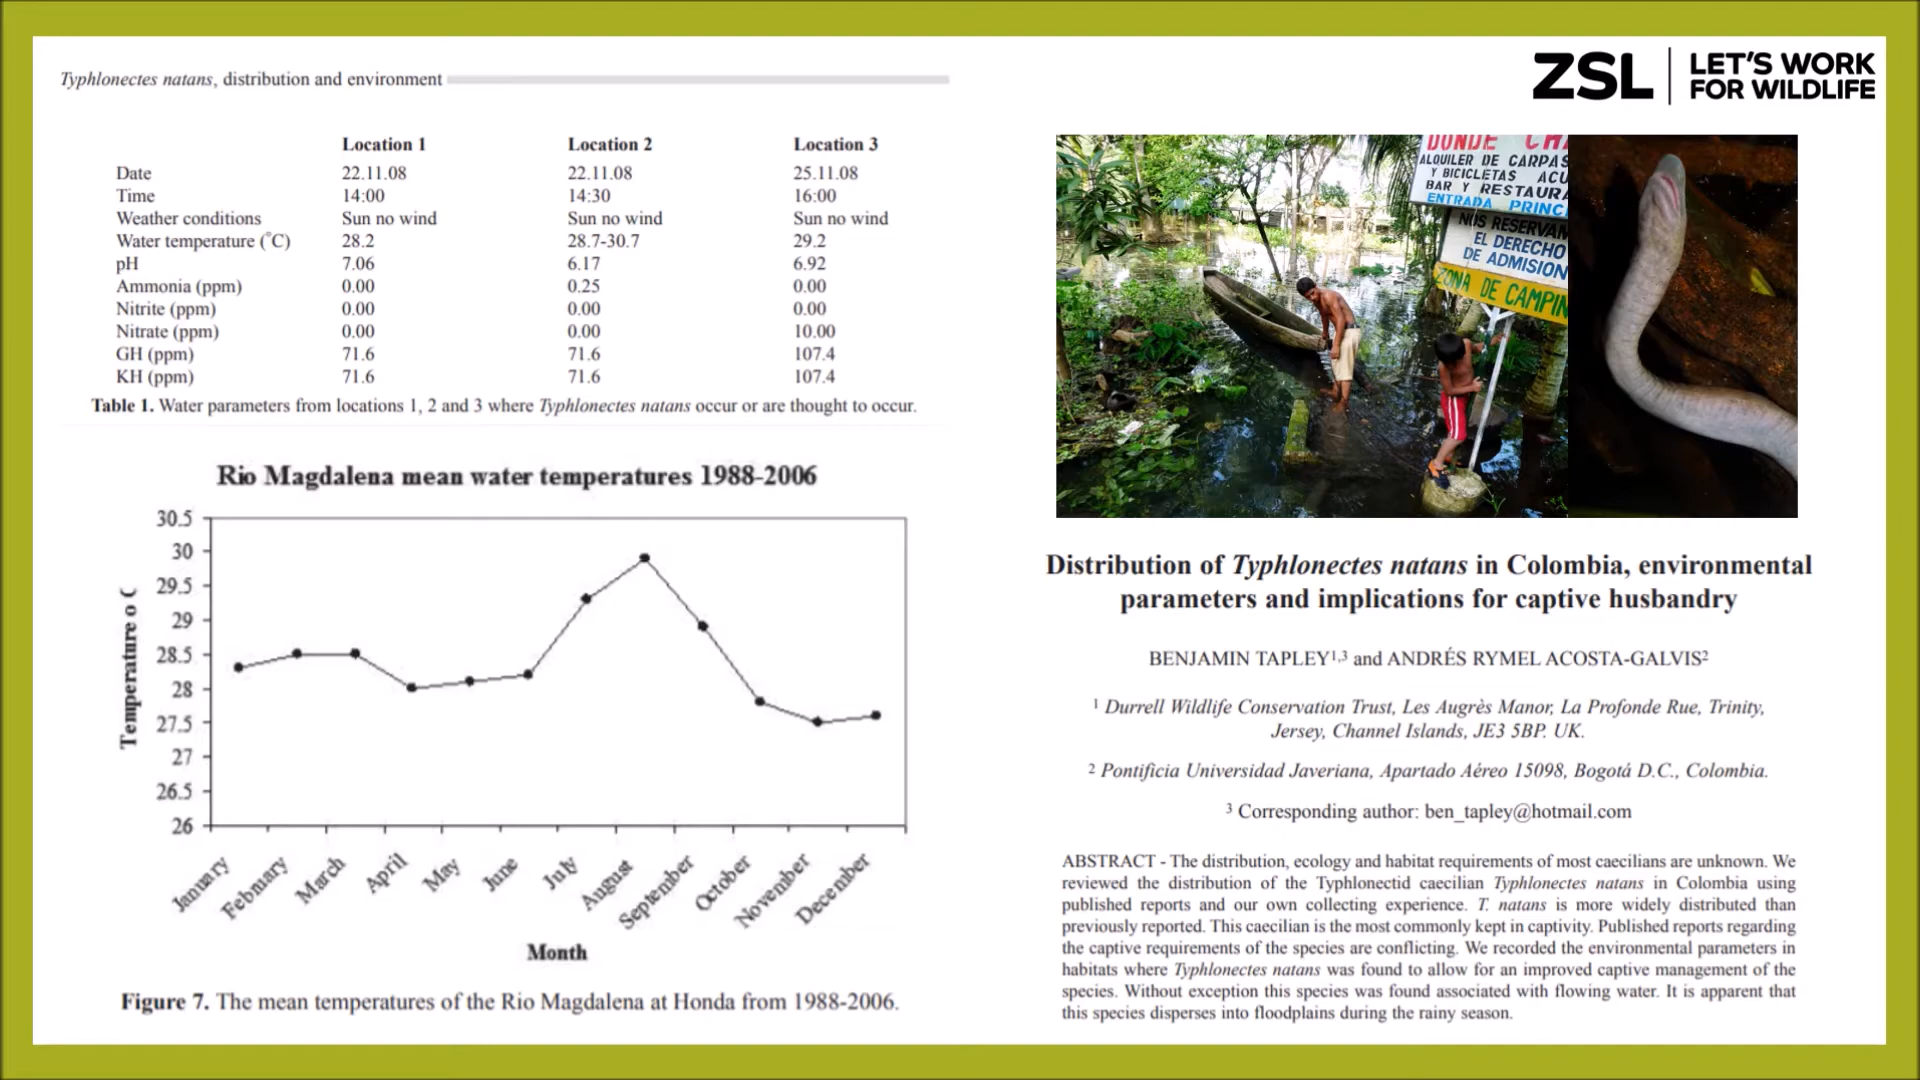 Typhlonectes natans, distribution and environment
Location 1 Location 2 Location 3
Date 22.11.08 22.11.08 25.11.08
Time 14:00 14:30 16:00
Weather conditions Sun no wind Sun no wind Sun no wind
Water temperature (°C) 28.2 28.7-30.7 29.2
pH 7.06 6.17 6.92
Ammonia (ppm) 0.00 0.25 0.00
Nitrite (ppm) 0.00 0.00 0.00
Nitrate (ppm) 0.00 0.00 10.00
GH (ppm) 71.6 71.6 107.4
KH (ppm) 71.6 71.6 107.4
Table 1. Water parameters from locations 1, 2 and 3 where Typhlonectes natans occur or are thought to occur.
Rio Magdalena mean water temperatures 1988-2006
30.5
30
29.5
29
28.5
28
27.5
27
26.5
26
Temperature o C
January February March April May June July August September October November December
Month
Figure 7. The mean temperatures of the Rio Magdalena at Honda from 1988-2006.
ZSL
LET'S WORK
FOR WILDLIFE
DONDE
ALQUILER DE CARPAS
Y BICICLETAS ACU
BAR Y RESTAURA
ENTRADA PRINC
NOS RESERVAN
EL DERECHO
DE ADMISION
ZONA DE CAMPIN
Distribution of Typhlonectes natans in Colombia, environmental
parameters and implications for captive husbandry
BENJAMIN TAPLEY1,3 and ANDRÉS RYMEL ACOSTA-GALVIS2
1 Durrell Wildlife Conservation Trust, Les Augrès Manor, La Profonde Rue, Trinity,
Jersey, Channel Islands, JE3 5BP. UK.
2 Pontificia Universidad Javeriana, Apartado Aéreo 15098, Bogotá D.C., Colombia.
3 Corresponding author: ben_tapley@hotmail.com
ABSTRACT - The distribution, ecology and habitat requirements of most caecilians are unknown. We
reviewed the distribution of the Typhlonectid caecilian Typhlonectes natans in Colombia using
published reports and our own collecting experience. T. natans is more widely distributed than
previously reported. This caecilian is the most commonly kept in captivity. Published reports regarding
the captive requirements of the species are conflicting. We recorded the environmental parameters in
habitats where Typhlonectes natans was found to allow for an improved captive management of the
species. Without exception this species was found associated with flowing water. It is apparent that
this species disperses into floodplains during the rainy season.